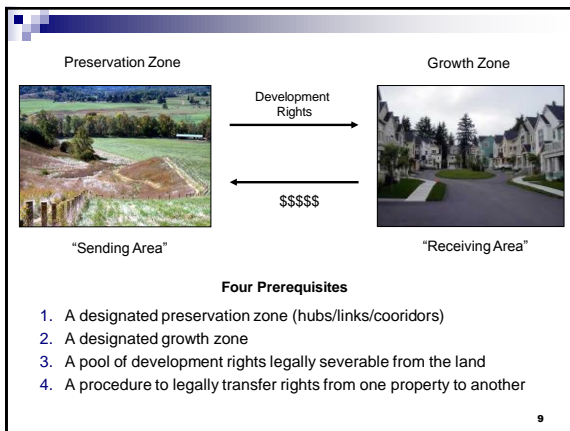 Preservation Zone
Growth Zone
Development
Rights
$$$$$
“Sending Area”
“Receiving Area”
Four Prerequisites
1. A designated preservation zone (hubs/links/cooridors)
2. A designated growth zone
3. A pool of development rights legally severable from the land
4. A procedure to legally transfer rights from one property to another
9